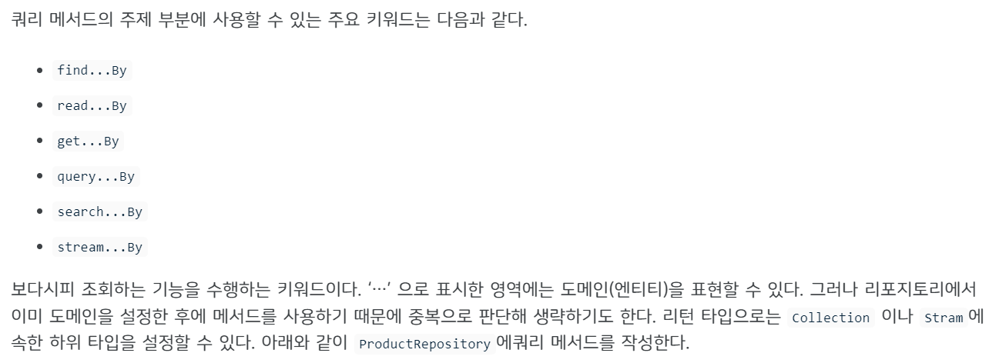 쿼리 메서드의 주제 부분에 사용할 수 있는 주요 키워드는 다음과 같다.
find...By
read...By
get...By
query...By
search...By
stream...By
보다시피 조회하는 기능을 수행하는 키워드이다. ‘…’ 으로 표시한 영역에는 도메인(엔티티)을 표현할 수 있다. 그러나 리포지토리에서
이미 도메인을 설정한 후에 메서드를 사용하기 때문에 중복으로 판단해 생략하기도 한다. 리턴 타입으로는 Collection 이나 Stram 에
속한 하위 타입을 설정할 수 있다. 아래와 같이 ProductRepository 에쿼리 메서드를 작성한다.